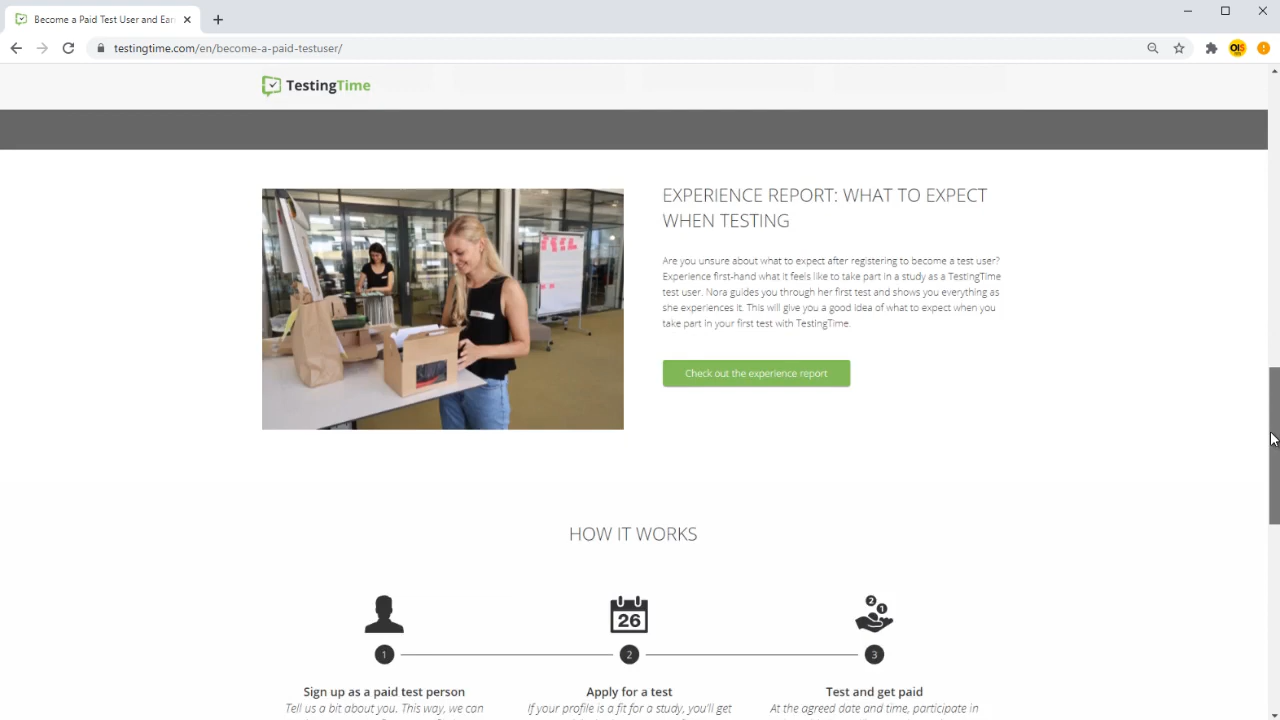 Become a Paid Test User and Ear
testingtime.com/en/become-a-paid-testuser/
TestingTime
EXPERIENCE REPORT: WHAT TO EXPECT
WHEN TESTING
Are you unsure about what to expect after registering to become a test user?
Experience first-hand what it feels like to take part in a study as a TestingTime
test user. Nora guides you through her first test and shows you everything as
she experiences it. This will give you a good idea of what to expect when you
take part in your first test with TestingTime.
Check out the experience report
HOW IT WORKS
26
2 1
1 2 3
Sign up as a paid test person
Tell us a bit about you. This way, we can
Apply for a test
If your profile is a fit for a study, you'll get
Test and get paid
At the agreed date and time, participate in